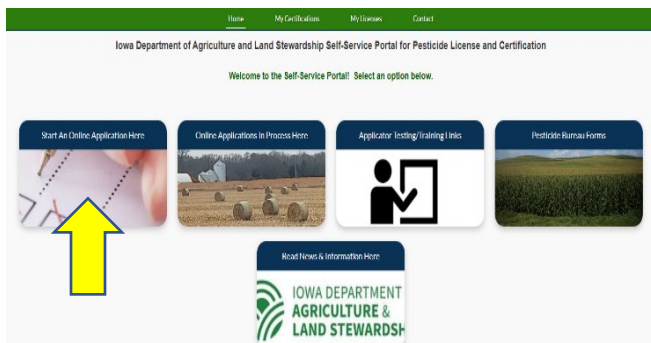 Home My Certifications My Licenses Contact
Iowa Department of Agriculture and Land Stewardship Self-Service Portal for Pesticide License and Certification
Welcome to the Self-Service Portal! Select an option below.
Start An Online Application Here
Online Applications In Process Here
Applicator Testing/Training Links
Pesticide Bureau Forms
Read News & Information Here
IOWA DEPARTMENT
AGRICULTURE &
LAND STEWARDSH